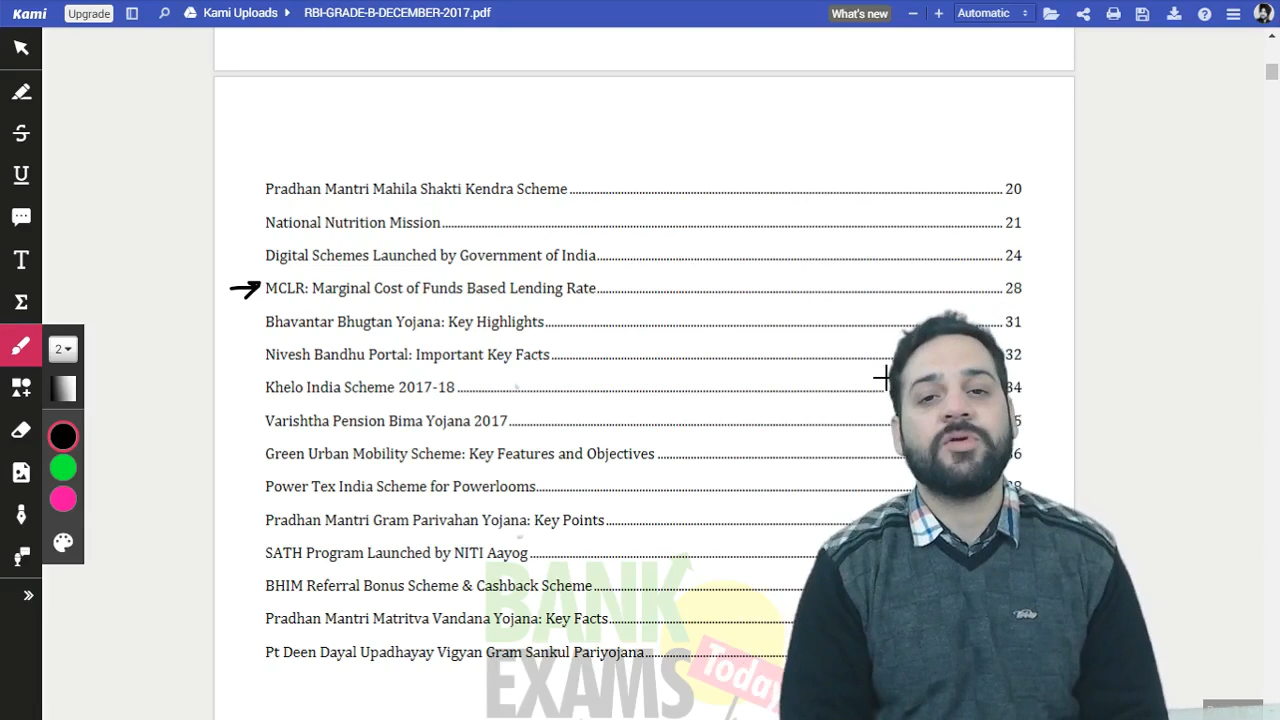 Kami
Upgrade
Kami Uploads
RBI-GRADE-B-DECEMBER-2017.pdf
What's new
Automatic
Pradhan Mantri Mahila Shakti Kendra Scheme 20
National Nutrition Mission 21
Digital Schemes Launched by Government of India 24
MCLR: Marginal Cost of Funds Based Lending Rate 28
Bhavantar Bhugtan Yojana: Key Highlights 31
Nivesh Bandhu Portal: Important Key Facts 32
Khelo India Scheme 2017-18 34
Varishtha Pension Bima Yojana 2017
Green Urban Mobility Scheme: Key Features and Objectives
Power Tex India Scheme for Powerlooms
Pradhan Mantri Gram Parivahan Yojana: Key Points
SATH Program Launched by NITI Aayog
BHIM Referral Bonus Scheme & Cashback Scheme
Pradhan Mantri Matritva Vandana Yojana: Key Facts
Pt Deen Dayal Upadhayay Vigyan Gram Sankul Pariyojana
BANK
EXAMS
Today
2